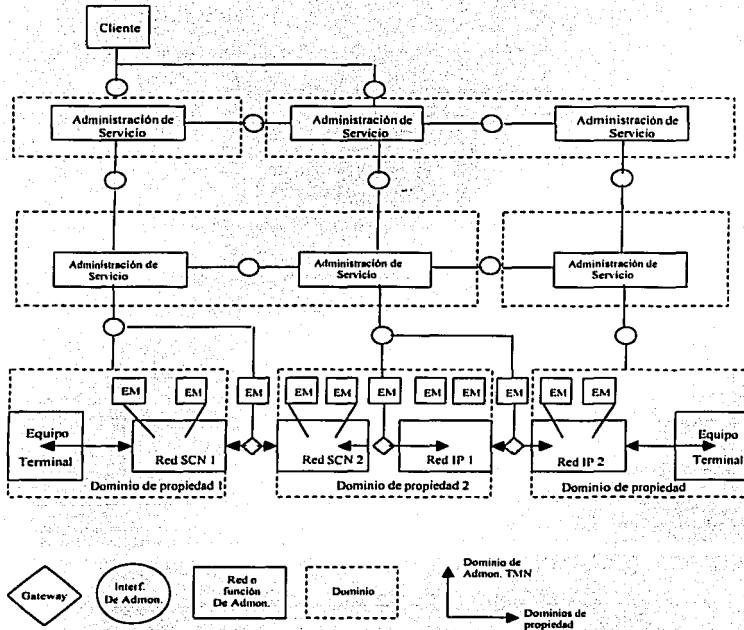 Cliente
Administración de
Servicio
Administración de
Servicio
Administración de
Servicio
Administración de
Servicio
Administración de
Servicio
Administración de
Servicio
EM
EM
EM
EM
EM
EM
EM
EM
EM
EM
EM
Equipo
Terminal
Red SCN 1
Red SCN 2
Red IP 1
Red IP 2
Equipo
Terminal
Dominio de propiedad 1
Dominio de propiedad 2
Dominio de propiedad
Gateway
Interf.
De Admon.
Red o
función
De Admon.
Dominio
Dominio de
Admon. TMN
Dominios de
propiedad